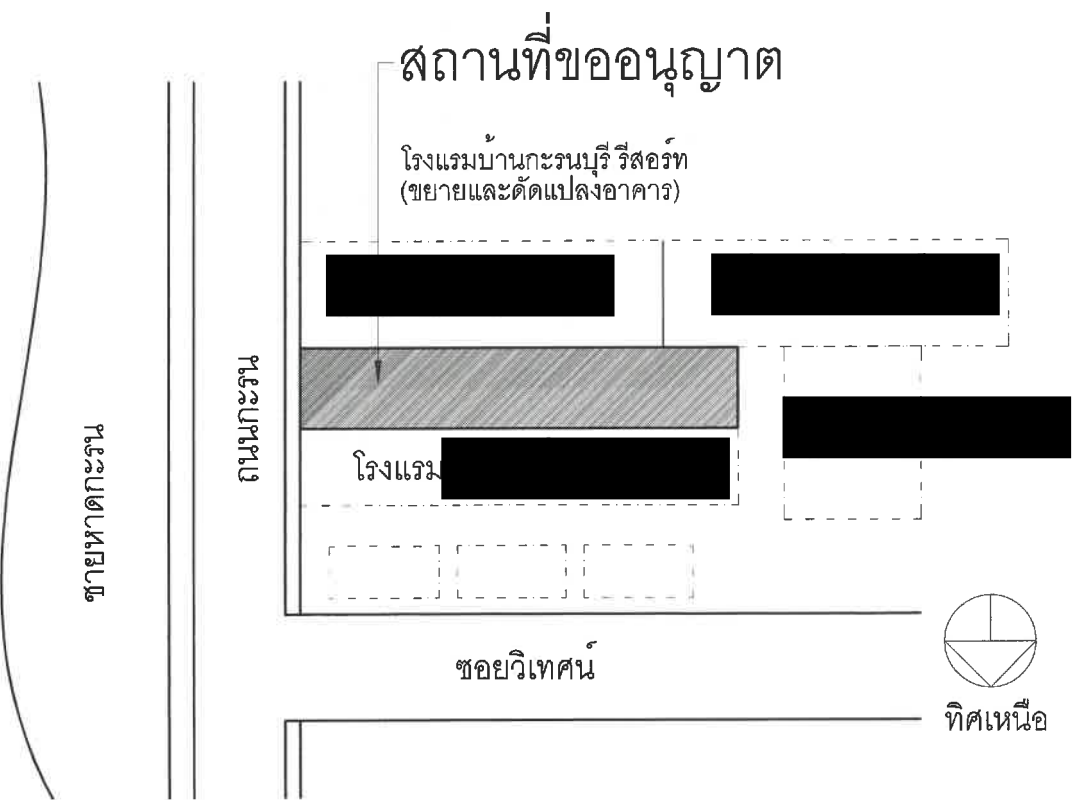 สถานที่ขออนุญาต
โรงแรมบ้านกะรนบุรี รีสอร์ท
(ขยายและดัดแปลงอาคาร)
ถนนกะรน
ชายหาดกะรน
โรงแรม
ซอยวิเทศน์
ทิศเหนือ